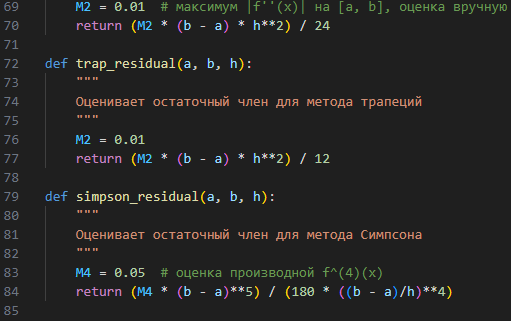 69 M2 = 0.01 # максимум |f''(x)| на [a, b], оценка вручную
70 return (M2 * (b - a) * h**2) / 24
71
72 def trap_residual(a, b, h):
73 """
74 Оценивает остаточный член для метода трапеций
75 """
76 M2 = 0.01
77 return (M2 * (b - a) * h**2) / 12
78
79 def simpson_residual(a, b, h):
80 """
81 Оценивает остаточный член для метода Симпсона
82 """
83 M4 = 0.05 # оценка производной f^(4)(x)
84 return (M4 * (b - a)**5) / (180 * ((b - a)/h)**4)
85